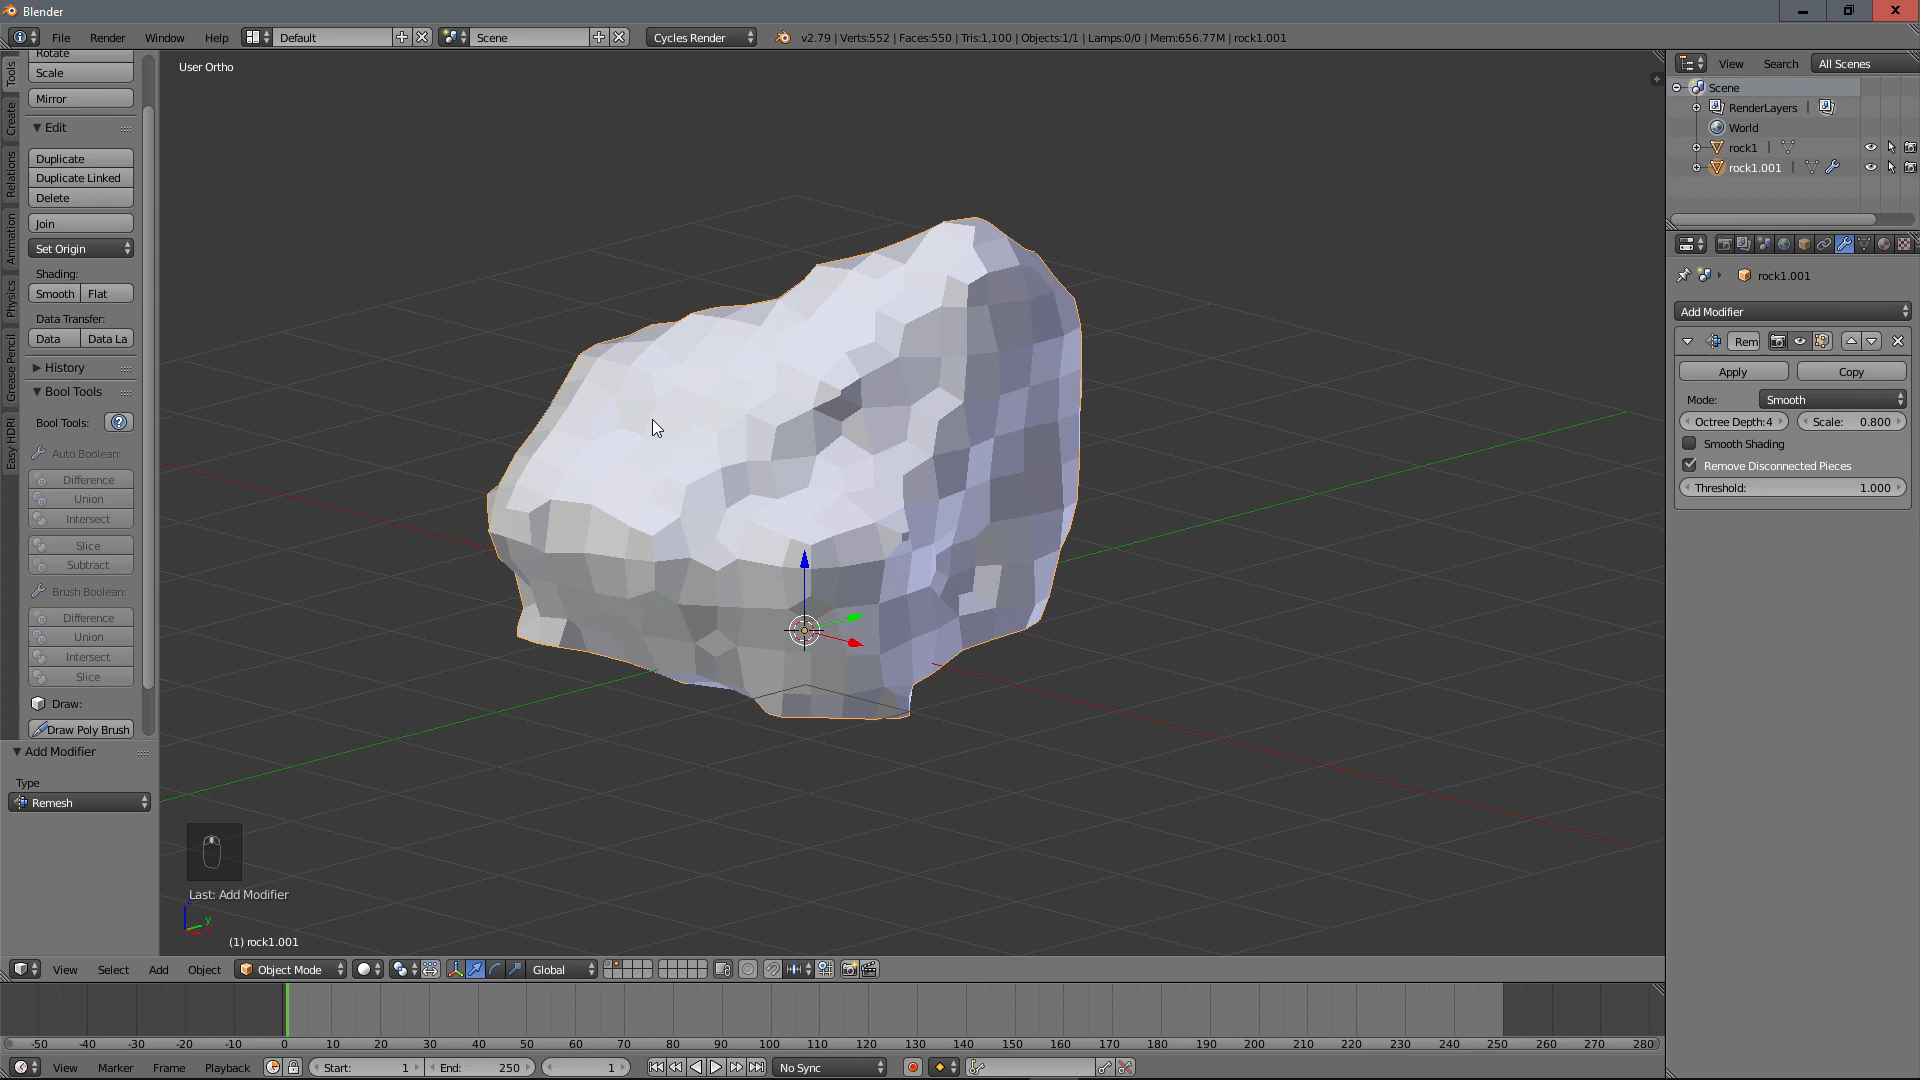 Blender
File Render Window Help Default Scene Cycles Render v2.79 | Verts:552 | Faces:550 | Tris:1,100 | Objects:1/1 | Lamps:0/0 | Mem:656.77M | rock1.001
User Ortho
Tools
Create
Relations
Animation
Physics
Grease Pencil
Easy HDRI
Rotate
Scale
Mirror
Edit
Duplicate
Duplicate Linked
Delete
Join
Set Origin
Shading:
Smooth Flat
Data Transfer:
Data Data La
History
Bool Tools
Bool Tools:
Auto Boolean:
Difference
Union
Intersect
Slice
Subtract
Brush Boolean:
Difference
Union
Intersect
Slice
Draw:
Draw Poly Brush
Add Modifier
Type
Remesh
Last: Add Modifier
y
(1) rock1.001
View Search All Scenes
Scene
RenderLayers
World
rock1
rock1.001
rock1.001
Add Modifier
Rem
Apply Copy
Mode: Smooth
Octree Depth:4 Scale: 0.800
Smooth Shading
Remove Disconnected Pieces
Threshold: 1.000
View Select Add Object Object Mode Global
-50 -40 -30 -20 -10 0 10 20 30 40 50 60 70 80 90 100 110 120 130 140 150 160 170 180 190 200 210 220 230 240 250 260 270 280
View Marker Frame Playback Start: 1 End: 250 1 No Sync